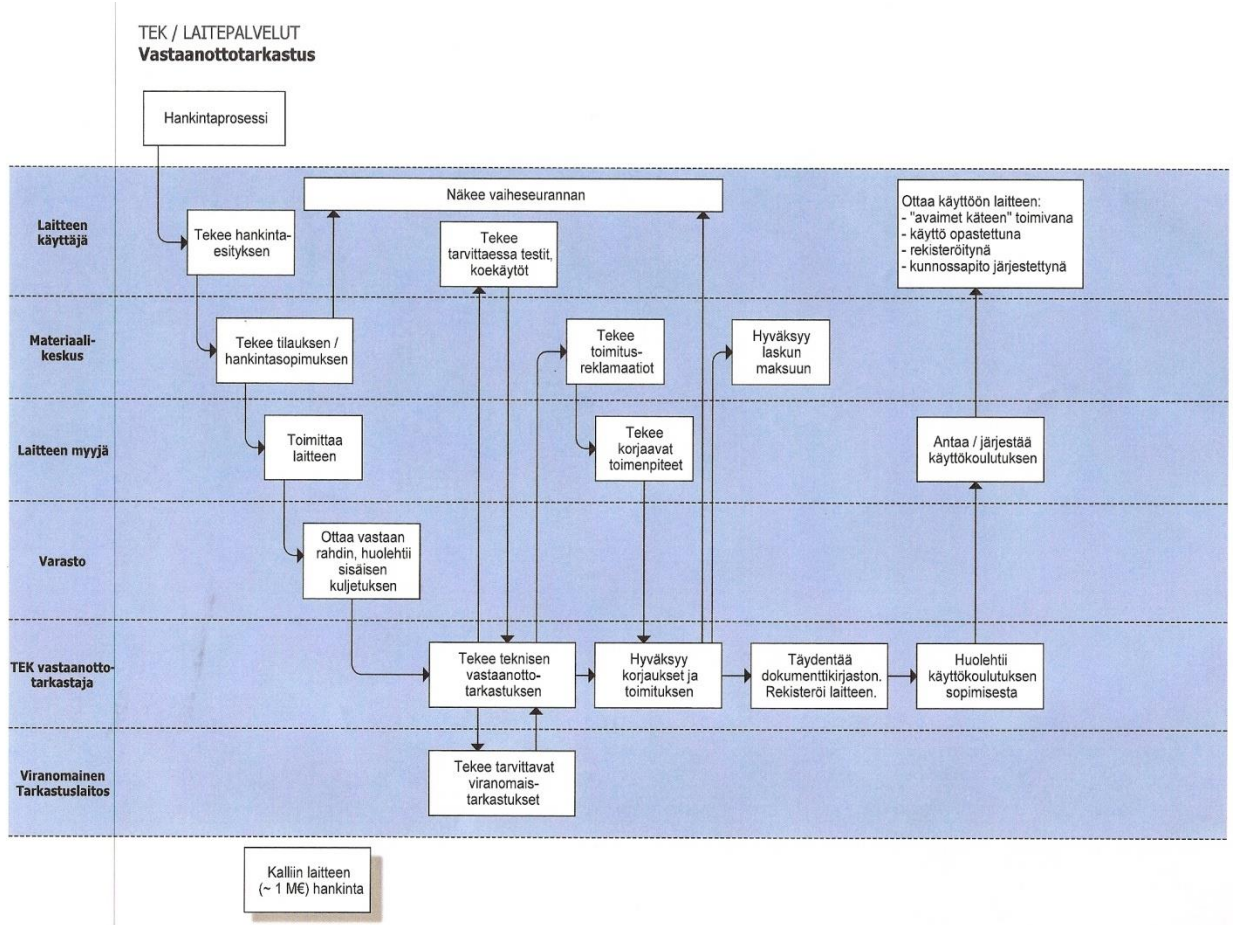 TEK / LAITEPALVELUT
Vastaanottotarkastus
Hankintaprosessi
Laitteen
käyttäjä
Tekee hankinta-
esityksen
Näkee vaiheseurannan
Tekee
tarvittaessa testit,
koekäytöt
Ottaa käyttöön laitteen:
- "avaimet käteen" toimivana
- käyttö opastettuna
- rekisteröitynä
- kunnossapito järjestettynä
Materiaali-
keskus
Tekee tilauksen /
hankintasopimuksen
Tekee
toimitus-
reklamaatiot
Hyväksyy
laskun
maksuun
Laitteen myyjä
Toimittaa
laitteen
Tekee
korjaavat
toimenpiteet
Antaa / järjestää
käyttökoulutuksen
Varasto
Ottaa vastaan
rahdin, huolehtii
sisäisen
kuljetuksen
TEK vastaanotto-
tarkastaja
Tekee teknisen
vastaanotto-
tarkastuksen
Hyväksyy
korjaukset ja
toimituksen
Täydentää
dokumenttikirjaston.
Rekisteröi laitteen.
Huolehtii
käyttökoulutuksen
sopimisesta
Viranomainen
Tarkastuslaitos
Tekee tarvittavat
viranomais-
tarkastukset
Kalliin laitteen
(~ 1 M€) hankinta